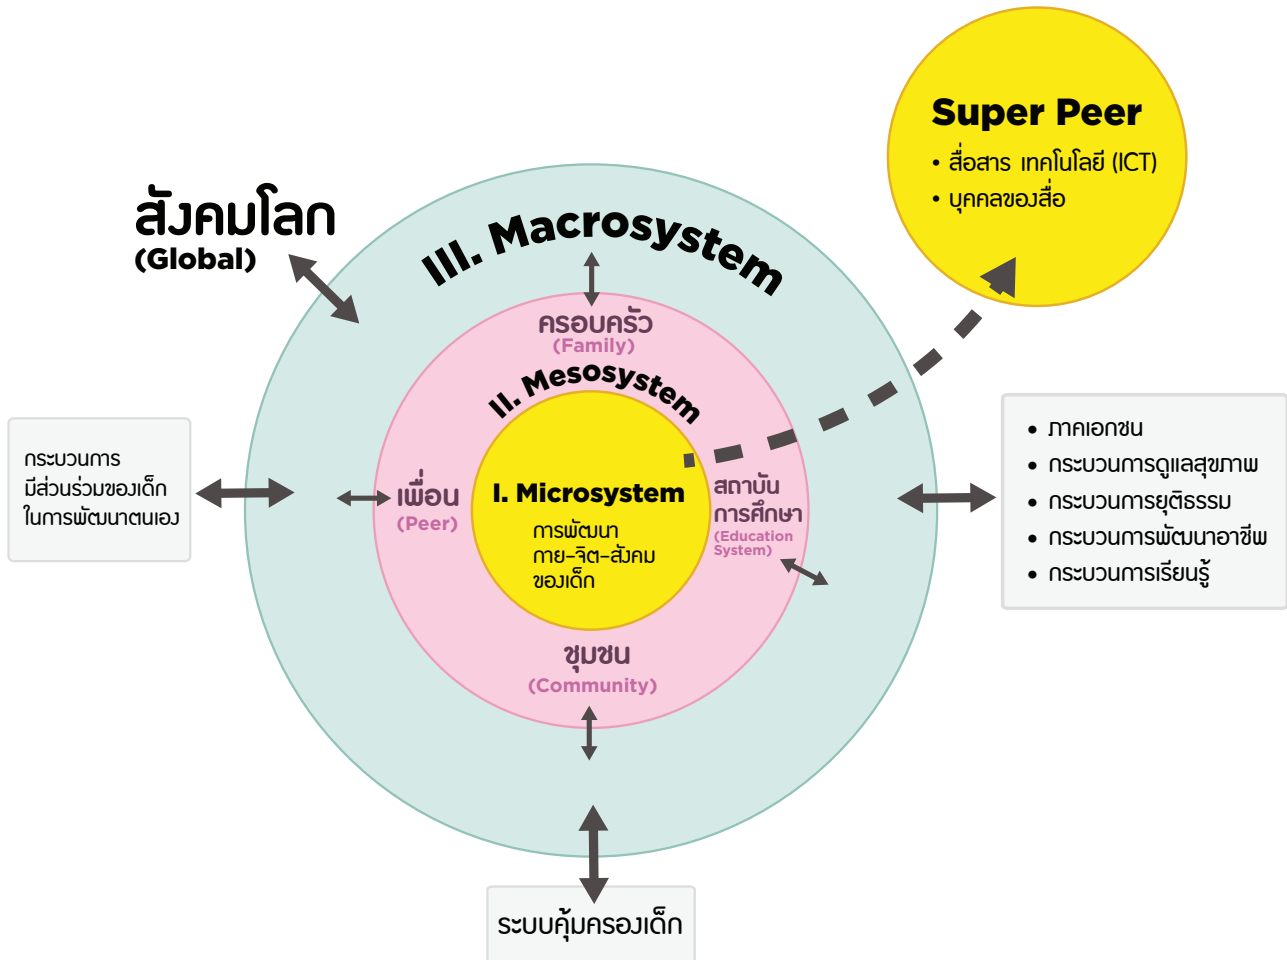 Super Peer
• สื่อสาร เทคโนโลยี (ICT)
• บุคคลของสื่อ
สังคมโลก
(Global)
III. Macrosystem
ครอบครัว
(Family)
II. Mesosystem
กระบวนการ
มีส่วนร่วมของเด็ก
ในการพัฒนาตนเอง
เพื่อน
(Peer)
I. Microsystem
การพัฒนา
กาย-จิต-สังคม
ของเด็ก
สถาบัน
การศึกษา
(Education
System)
• ภาคเอกชน
• กระบวนการดูแลสุขภาพ
• กระบวนการยุติธรรม
• กระบวนการพัฒนาอาชีพ
• กระบวนการเรียนรู้
ชุมชน
(Community)
ระบบคุ้มครองเด็ก